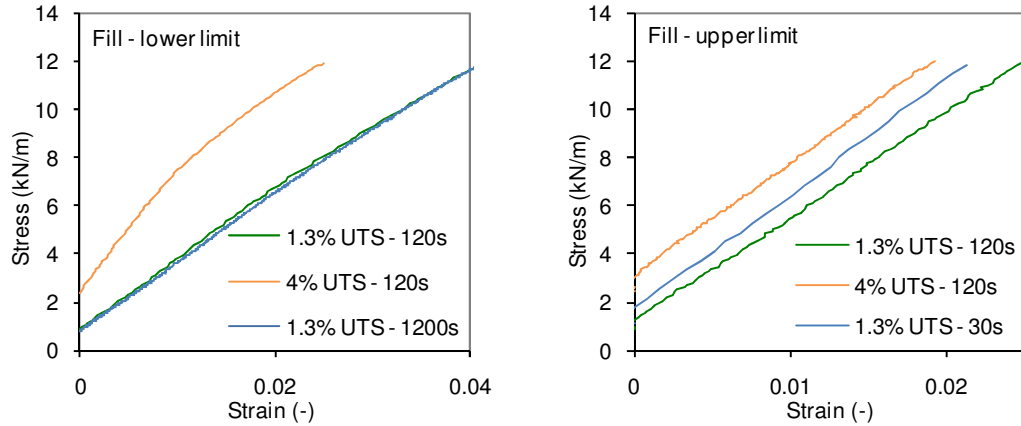 14
12
10
8
6
4
2
0
Stress (kN/m)
Fill - lower limit
1.3% UTS - 120s
4% UTS - 120s
1.3% UTS - 1200s
0
0.02
0.04
Strain (-)
14
12
10
8
6
4
2
0
Stress (kN/m)
Fill - upper limit
1.3% UTS - 120s
4% UTS - 120s
1.3% UTS - 30s
0
0.01
0.02
Strain (-)